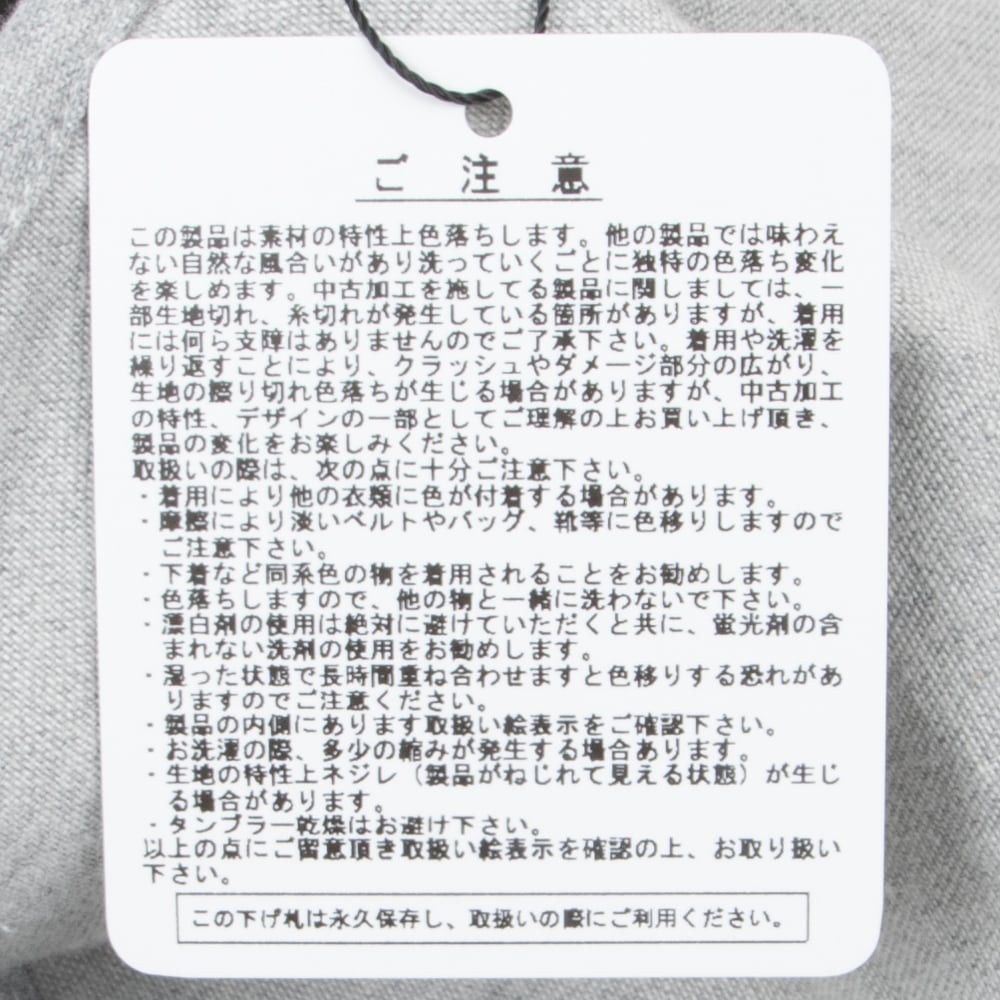 ご注意
この製品は素材の特性上色落ちします。他の製品では味わえ
ない自然な風合いがあり洗っていくごとに独特の色落ち変化
を楽しめます。中古加工を施してる製品に関しましては、一
部生地切れ、糸切れが発生している箇所がありますが、着用
には何ら支障はありませんのでご了承下さい。着用や洗濯を
繰り返すことにより、クラッシュやダメージ部分の広がり、
生地の擦り切れ色落ちが生じる場合がありますが、中古加工
の特性、デザインの一部としてご理解の上お買い上げ頂き、
製品の変化をお楽しみください。
取扱いの際は、次の点に十分ご注意下さい。
・着用により他の衣類に色が付着する場合があります。
・摩擦により淡いベルトやバッグ、靴等に色移りしますので
ご注意下さい。
・下着など同系色の物を着用されることをお勧めします。
・色落ちしますので、他の物と一緒に洗わないで下さい。
・漂白剤の使用は絶対に避けていただくと共に、蛍光剤の含
まれない洗剤の使用をお勧めします。
・湿った状態で長時間重ね合わせますと色移りする恐れがあ
りますのでご注意ください。
・製品の内側にあります取扱い絵表示をご確認下さい。
・お洗濯の際、多少の縮みが発生する場合あります。
・生地の特性上ネジレ（製品がねじれて見える状態）が生じ
る場合があります。
・タンブラー乾燥はお避け下さい。
以上の点にご留意頂き取扱い絵表示を確認の上、お取り扱い
下さい。
この下げ札は永久保存し、取扱いの際にご利用ください。